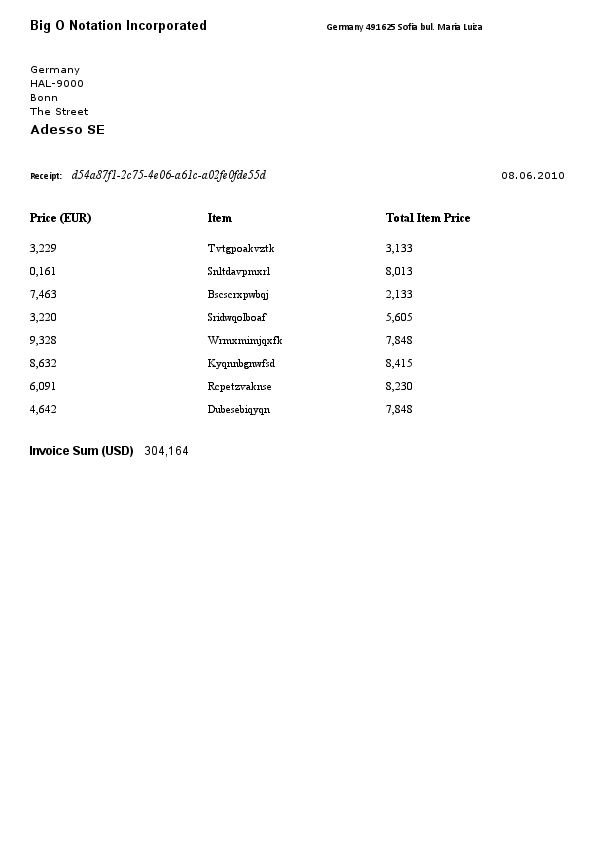 Big O Notation Incorporated Germany 491625 Sofia bul. Maria Luiza
Germany
HAL-9000
Bonn
The Street
Adesso SE
Receipt: d54a87f1-2c75-4e06-a61c-a02fe0fde55d 08.06.2010
Price (EUR) Item Total Item Price
3,229 Tvtgpoakvztk 3,133
0,161 Snltdavpmxrl 8,013
7,463 Bscscrxpwbqj 2,133
3,220 Sridwqolboaf 5,605
9,328 Wrmxmimjqxfk 7,848
8,632 Kyqnnbgnwfsd 8,415
6,091 Rcpetzvaknse 8,230
4,642 Dubesebiqyqn 7,848
Invoice Sum (USD) 304,164